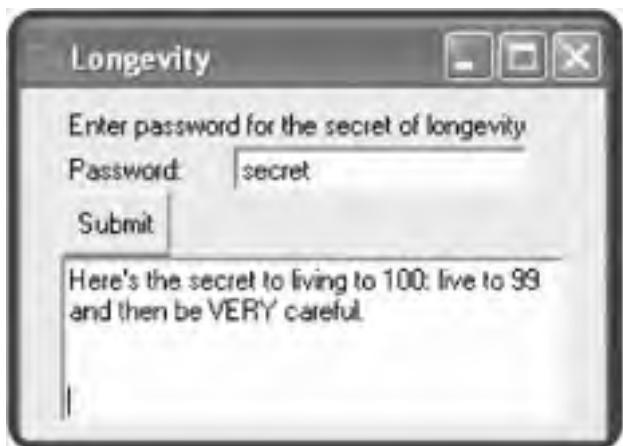 Longevity
Enter password for the secret of longevity
Password: secret
Submit
Here's the secret to living to 100: live to 99
and then be VERY careful.